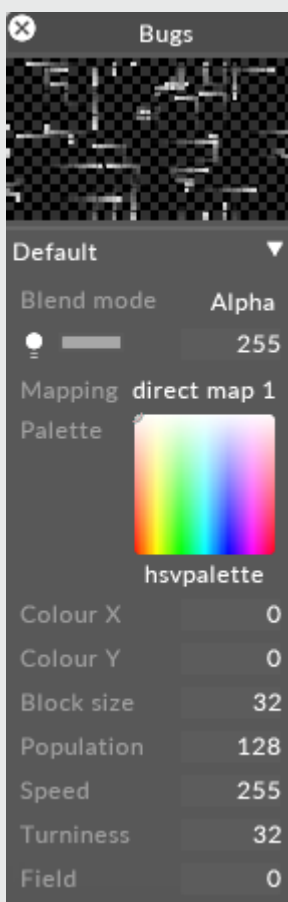 Bugs
Default
Blend mode Alpha
255
Mapping direct map 1
Palette
hsvpalette
Colour X 0
Colour Y 0
Block size 32
Population 128
Speed 255
Turniness 32
Field 0